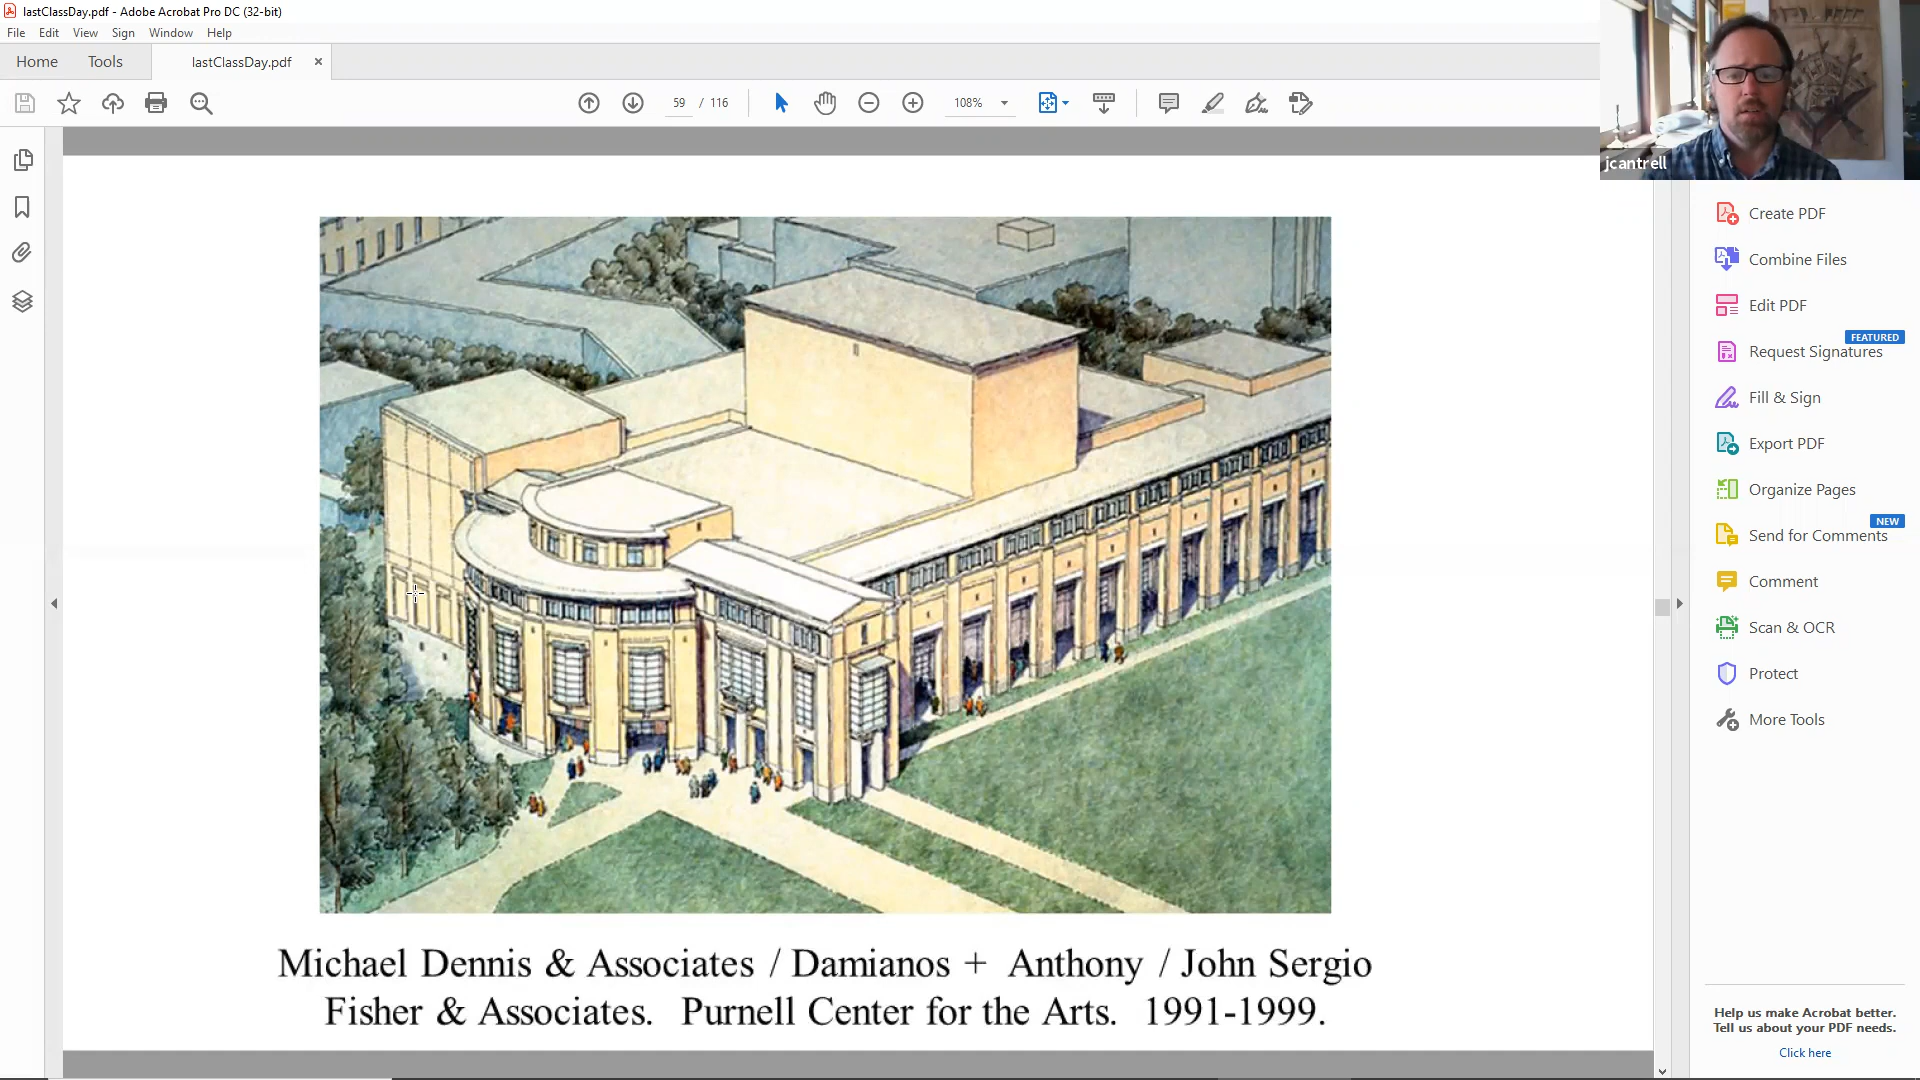 lastClassDay.pdf - Adobe Acrobat Pro DC (32-bit)
File Edit View Sign Window Help
Home Tools lastClassDay.pdf
59 / 116 108%
jcantrell
Create PDF
Combine Files
Edit PDF
FEATURED
Request Signatures
Fill & Sign
Export PDF
Organize Pages
NEW
Send for Comments
Comment
Scan & OCR
Protect
More Tools
Michael Dennis & Associates / Damianos + Anthony / John Sergio
Fisher & Associates. Purnell Center for the Arts. 1991-1999.
Help us make Acrobat better.
Tell us about your PDF needs.
Click here